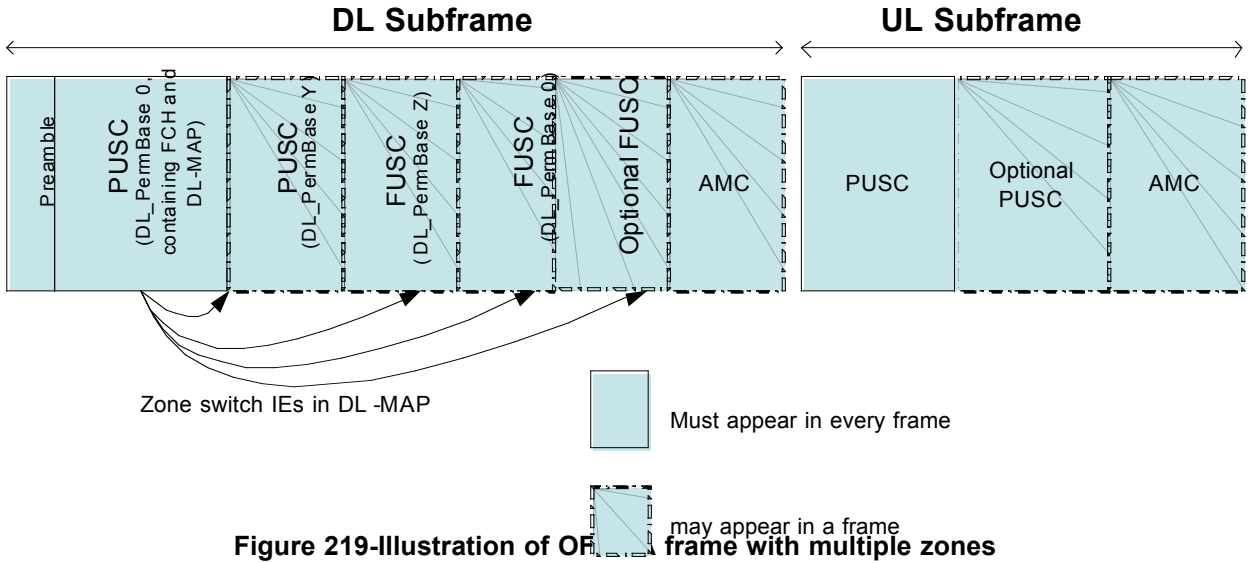 DL Subframe
UL Subframe
Preamble
PUSC
(DL_PermBase 0,
containing FCH and
DL-MAP)
PUSC
(DL_PermBase Y)
FUSC
(DL_PermBase Z)
FUSC
(DL_PermBase 0)
Optional FUSC
AMC
PUSC
Optional
PUSC
AMC
Zone switch IEs in DL -MAP
Must appear in every frame
may appear in a frame
Figure 219-Illustration of frame with multiple zones